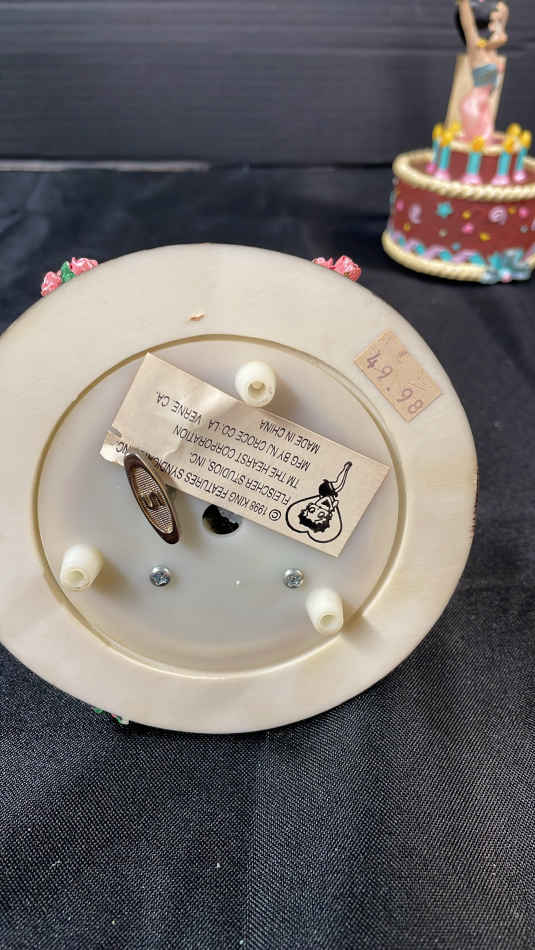 © 1998 KING FEATURES SYNDICATE INC
FLEISCHER STUDIOS INC.
TM THE HEARST CORPORATION
MFG BY NJ CROCE CO. LA VERNE, CA.
MADE IN CHINA
49.98
S